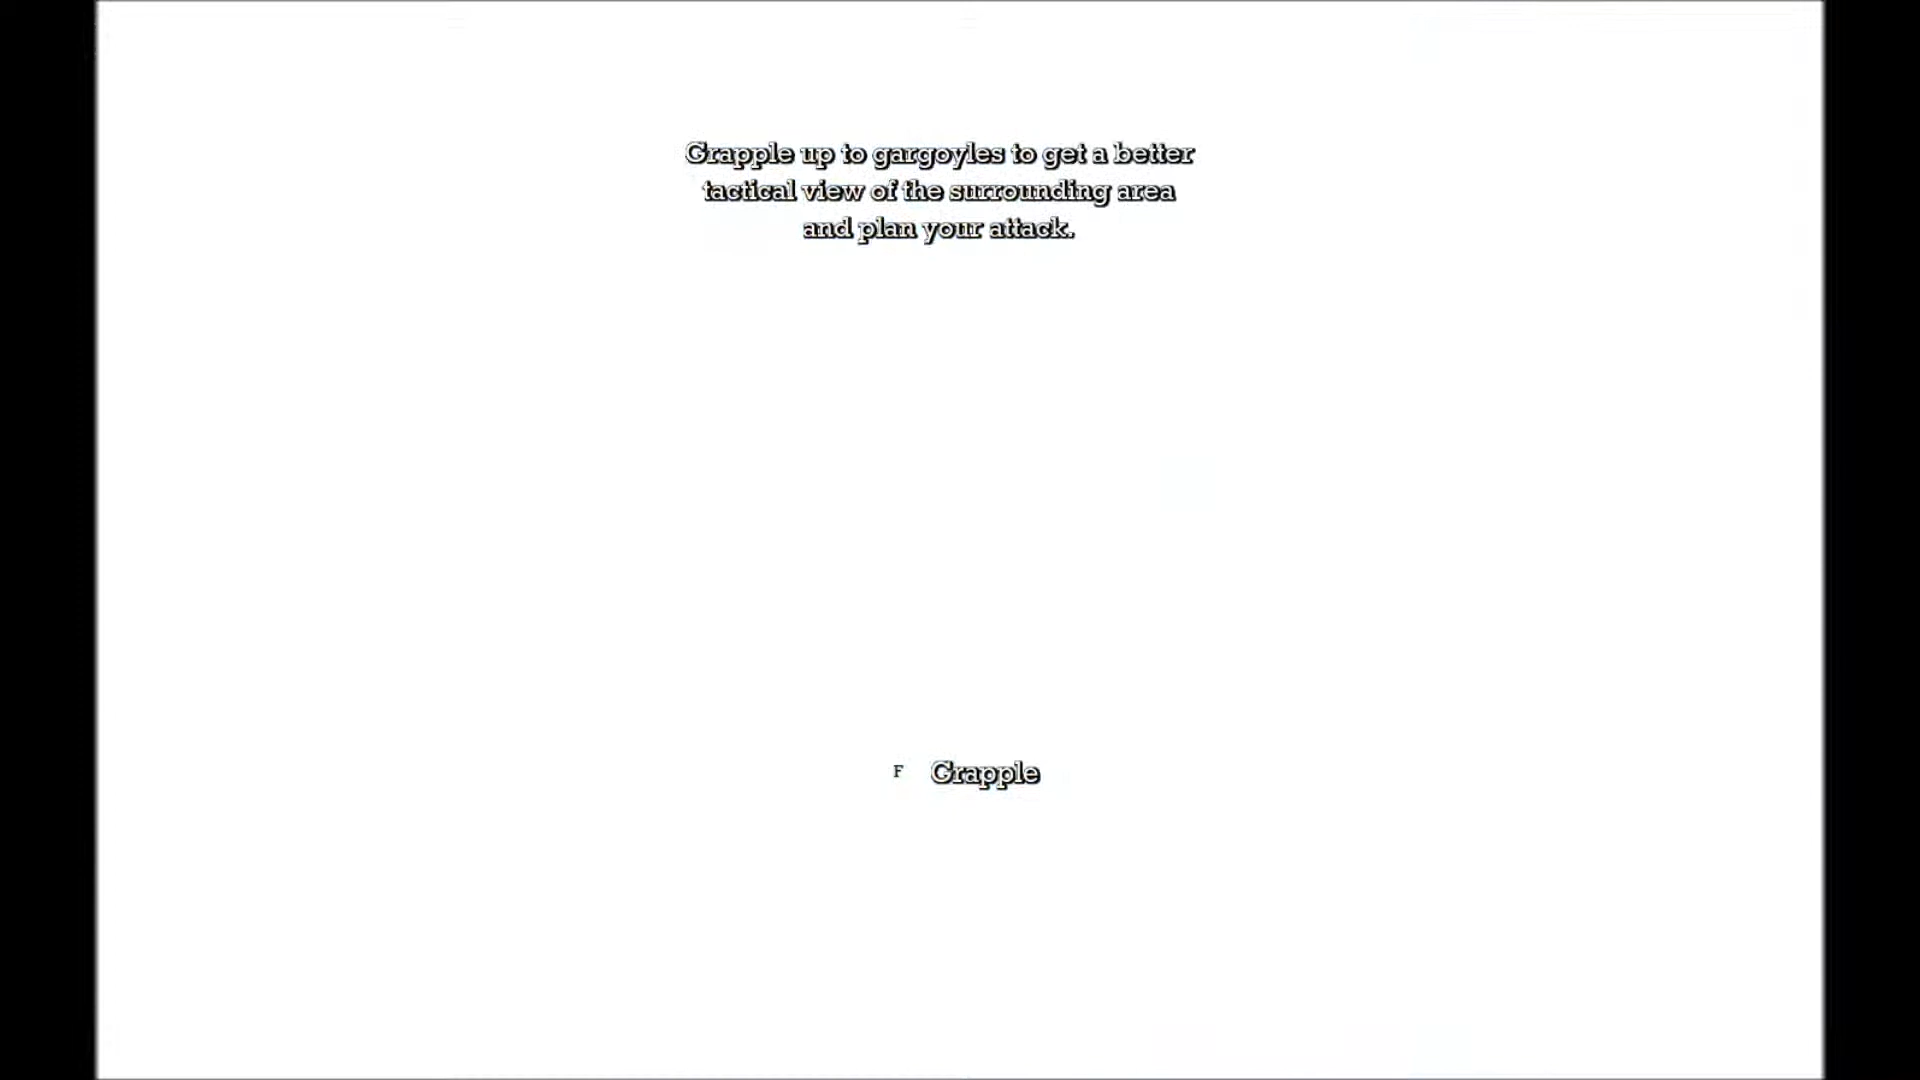 Grapple up to gargoyles to get a better
tactical view of the surrounding area
and plan your attack.
F Grapple